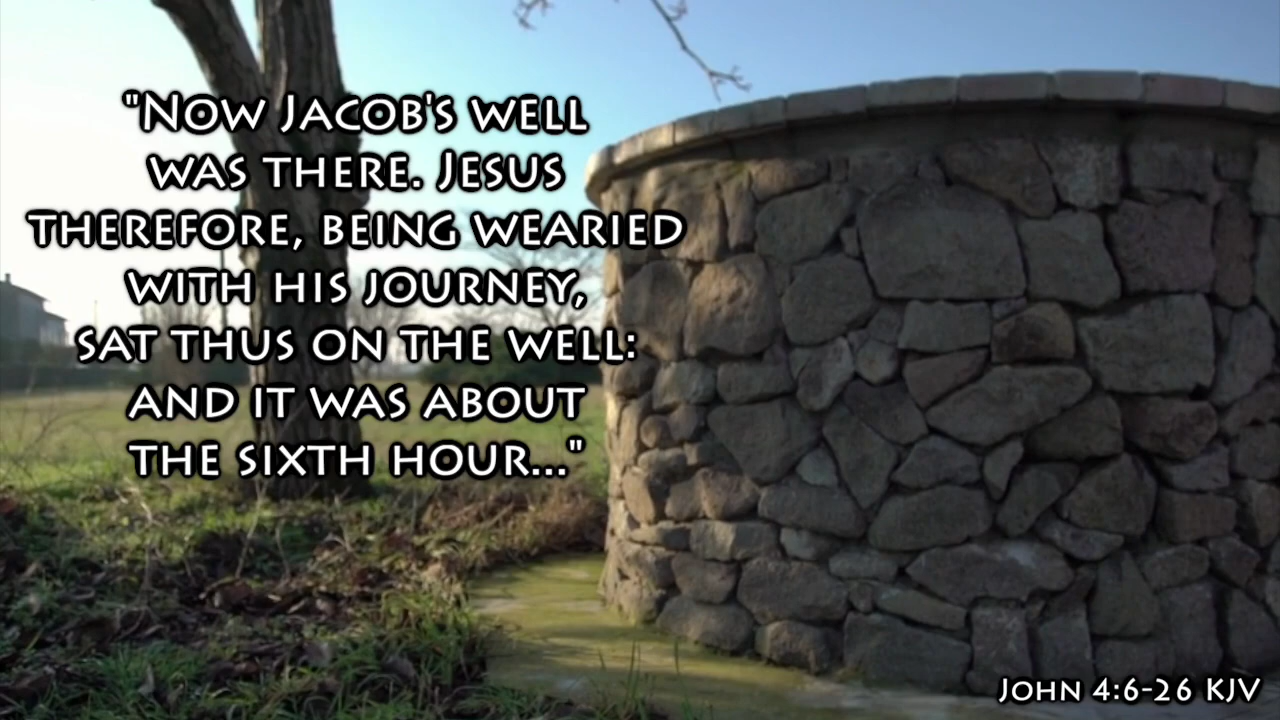 "Now Jacob's well
was there. Jesus
therefore, being wearied
with his journey,
sat thus on the well:
and it was about
the sixth hour..."
John 4:6-26 KJV